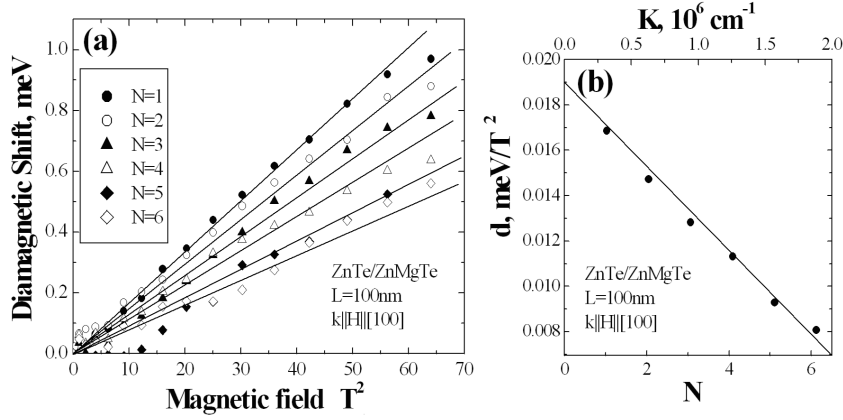 (a)
Diamagnetic Shift, meV
1.0
0.8
0.6
0.4
0.2
0.0
N=1
N=2
N=3
N=4
N=5
N=6
ZnTe/ZnMgTe
L=100nm
k||H||[100]
0 10 20 30 40 50 60 70
Magnetic field T²
K, 10⁶ cm⁻¹
0.0 0.5 1.0 1.5 2.0
(b)
d, meV/T²
0.020
0.018
0.016
0.014
0.012
0.010
0.008
ZnTe/ZnMgTe
L=100nm
k||H||[100]
0 2 4 6
N